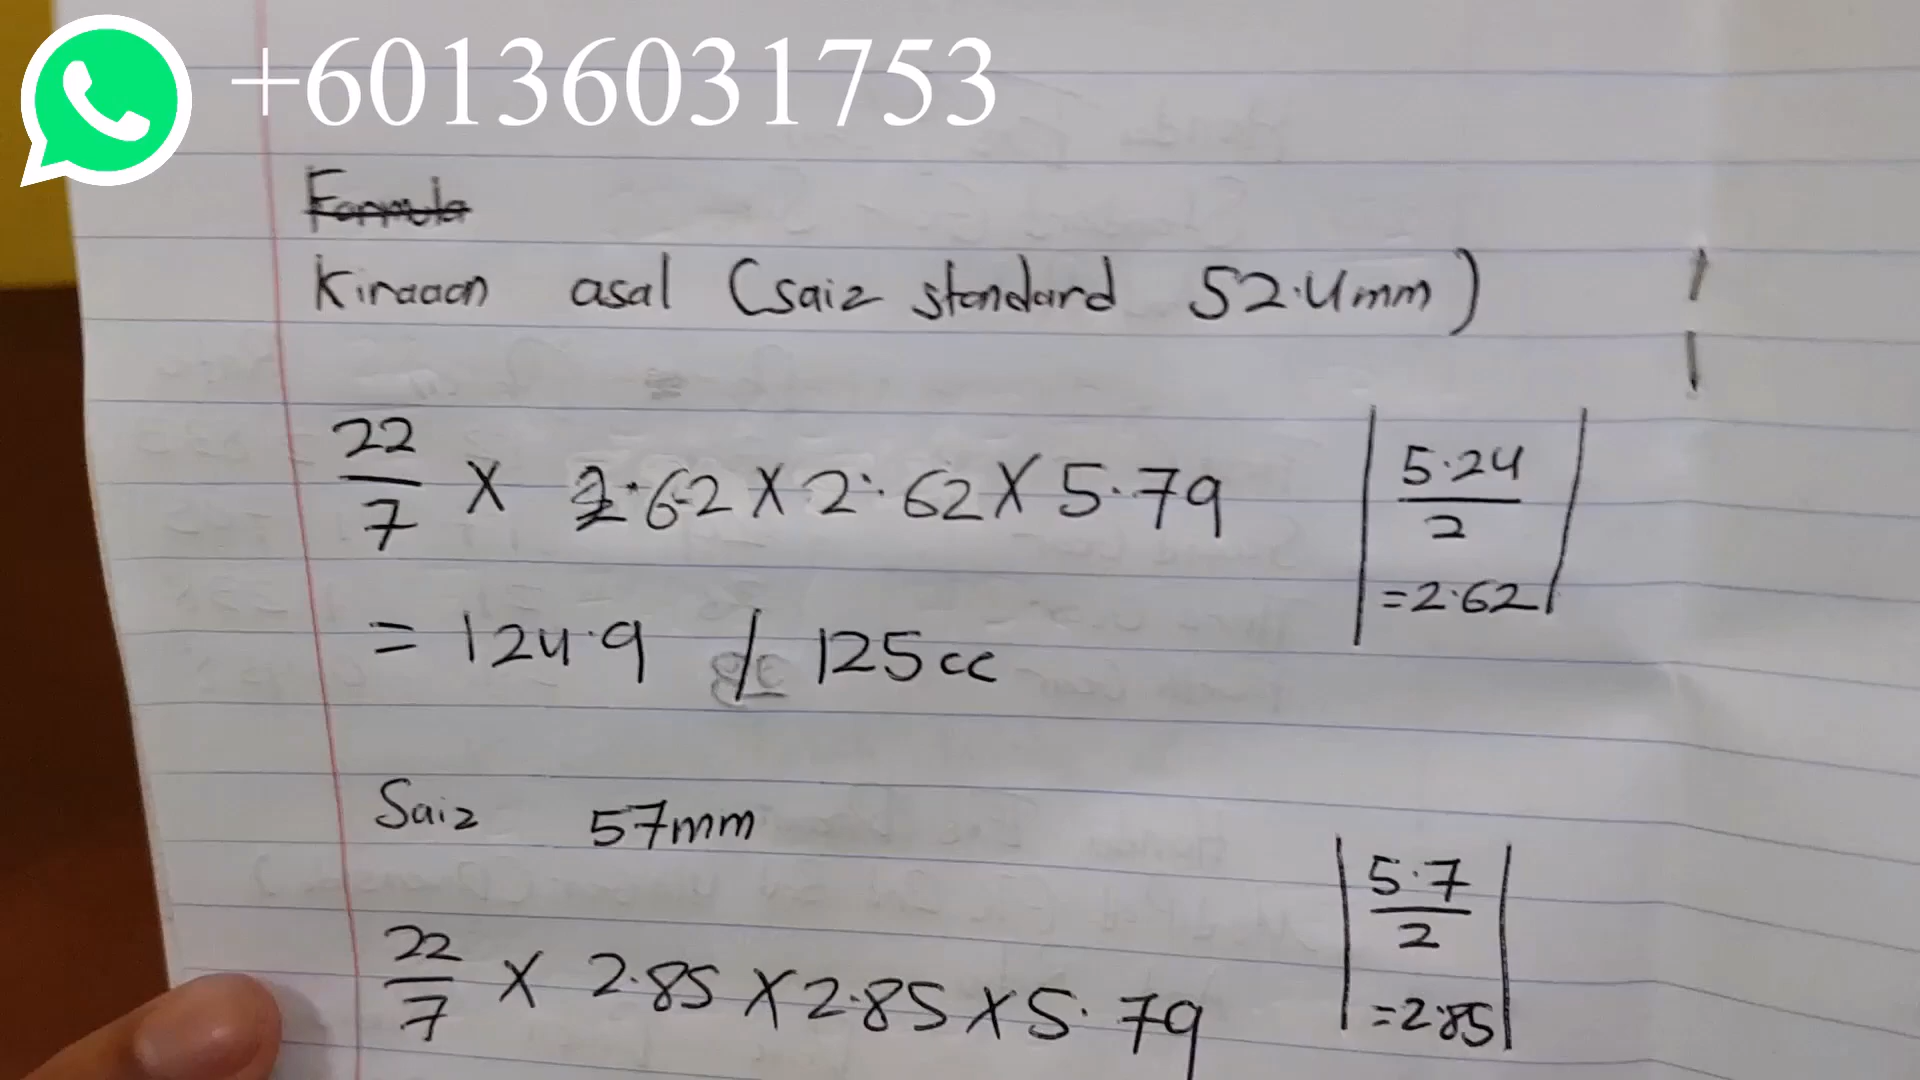 +60136031753
Formula
Kiraaan asal (saiz standard 52.4mm)
22/7 X 2.62 X 2.62 X 5.79
5.24/2
=2.62
= 124.9 / 125cc
Saiz 57mm
5.7/2
=2.85
22/7 X 2.85 X 2.85 X 5.79